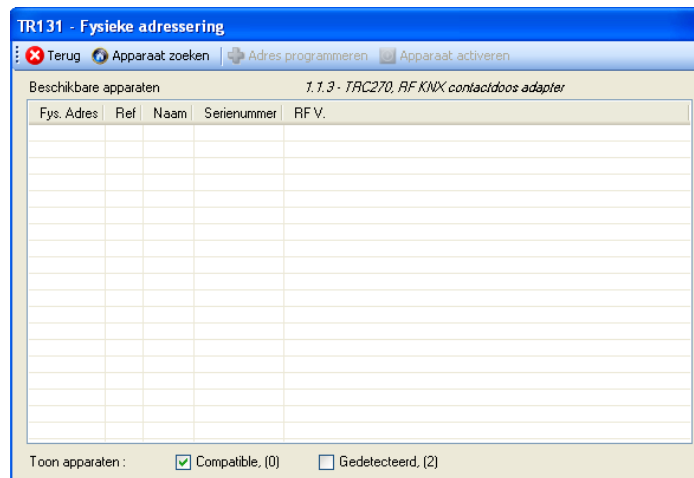 TR131 - Fysieke adressering
Terug Apparaat zoeken Adres programmeren Apparaat activeren
Beschikbare apparaten 1.1.3 - TRC270, RF KNX contactdoos adapter
Fys. Adres Ref Naam Serienummer RF V.
Toon apparaten : Compatible, (0) Gedetecteerd, (2)